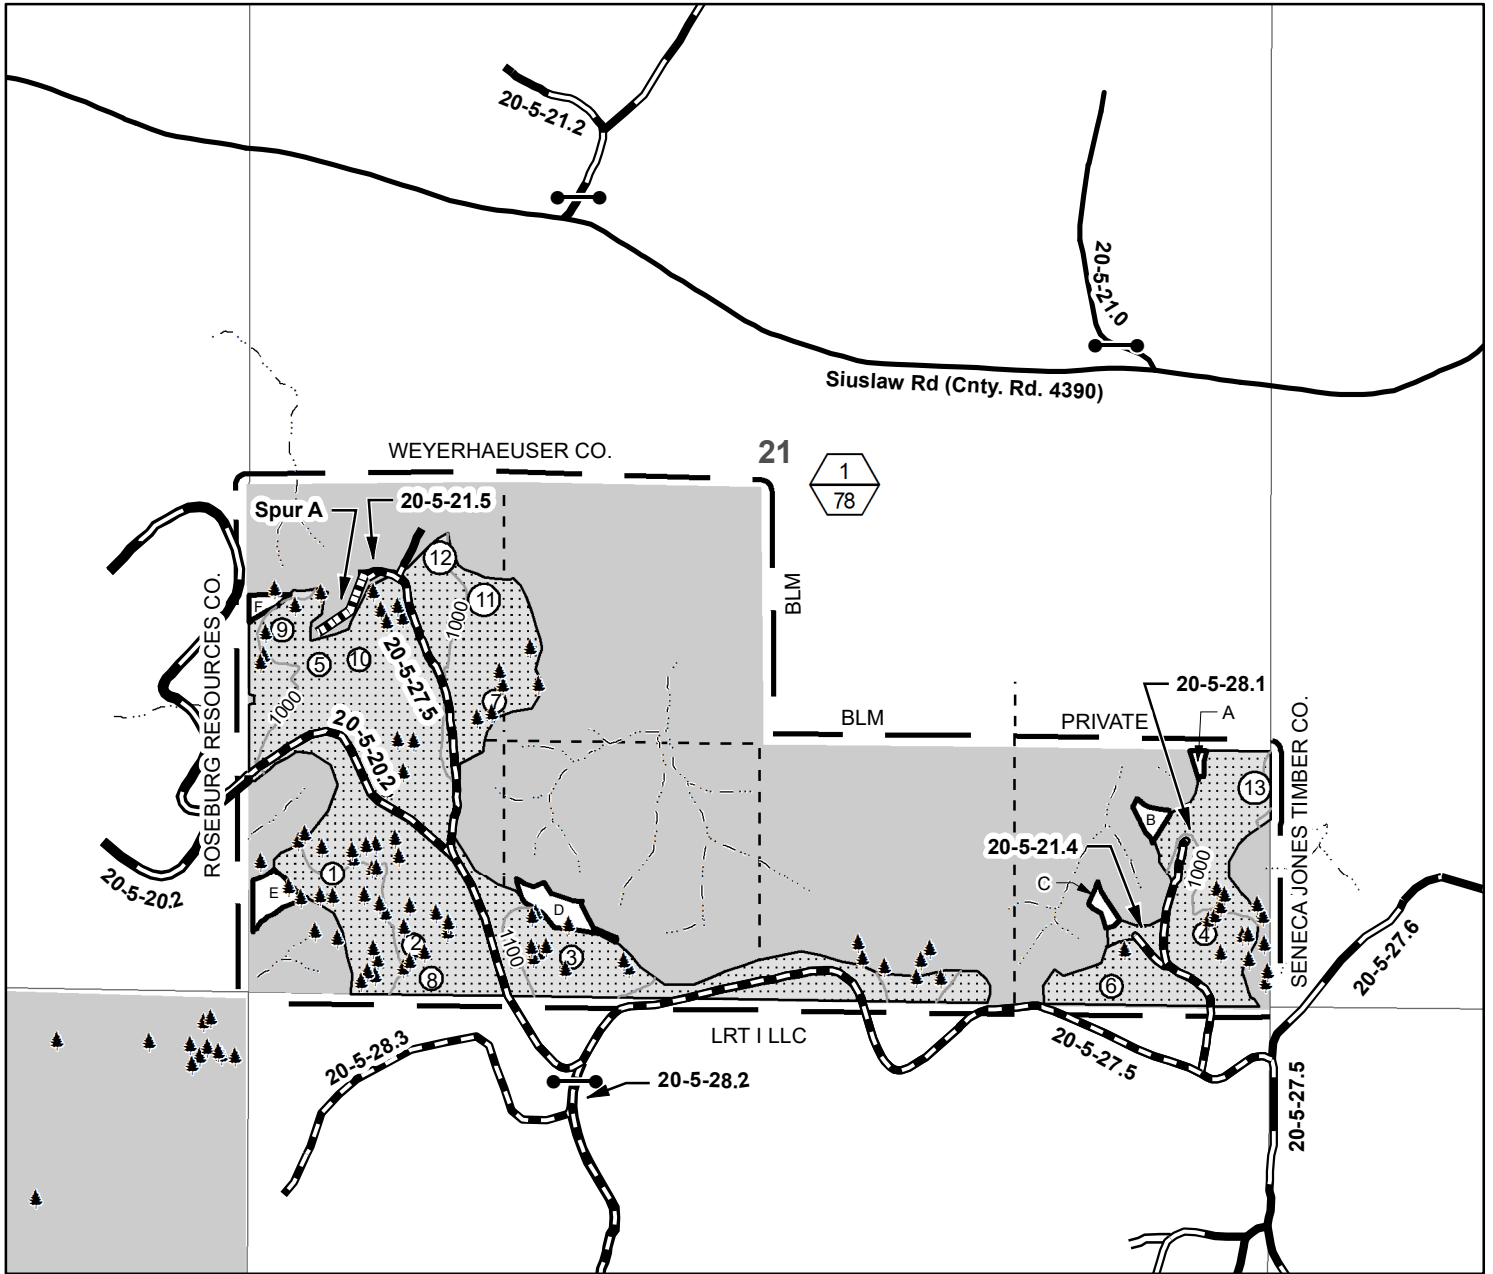 20-5-21.2
20-5-21.0
Siuslaw Rd (Cnty. Rd. 4390)
WEYERHAEUSER CO.
21
1
78
Spur A
20-5-21.5
12
11
1000
F
9
5
10
20-5-27.5
7
1000
20-5-20.2
BLM
BLM
PRIVATE
20-5-28.1
A
13
B
20-5-21.4
1000
C
4
6
ROSEBURG RESOURCES CO.
SENECA JONES TIMBER CO.
20-5-20.2
1
E
2
8
D
1100
3
LRT I LLC
20-5-28.3
20-5-28.2
20-5-27.5
20-5-27.6
20-5-27.5